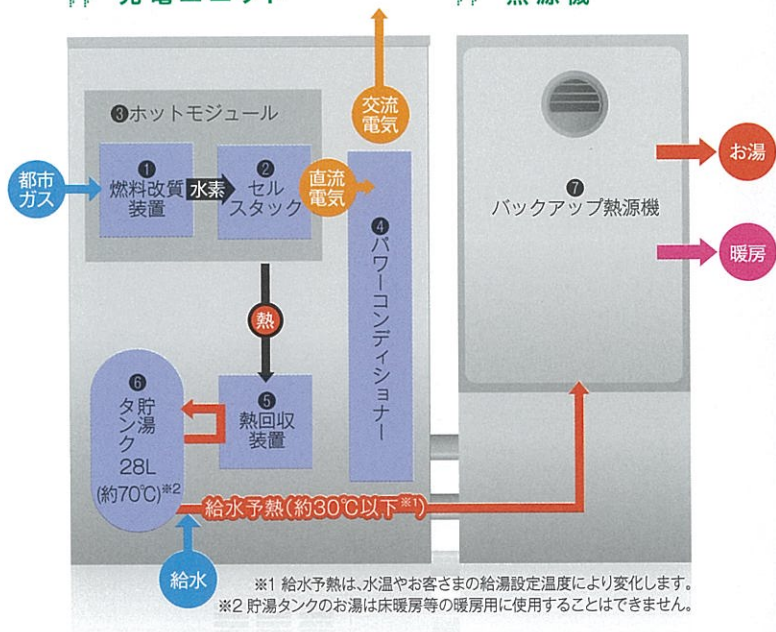 交流
電気
❸ホットモジュール
都市
ガス
❶
燃料改質
装置
水素
❷
セル
スタック
直流
電気
❹パワーコンディショナー
熱
❺
熱回収
装置
❻
貯湯
タンク
28L
(約70℃)※2
給水予熱(約30℃以下※1)
給水
❼
バックアップ熱源機
お湯
暖房
※1 給水予熱は、水温やお客さまの給湯設定温度により変化します。
※2 貯湯タンクのお湯は床暖房等の暖房用に使用することはできません。